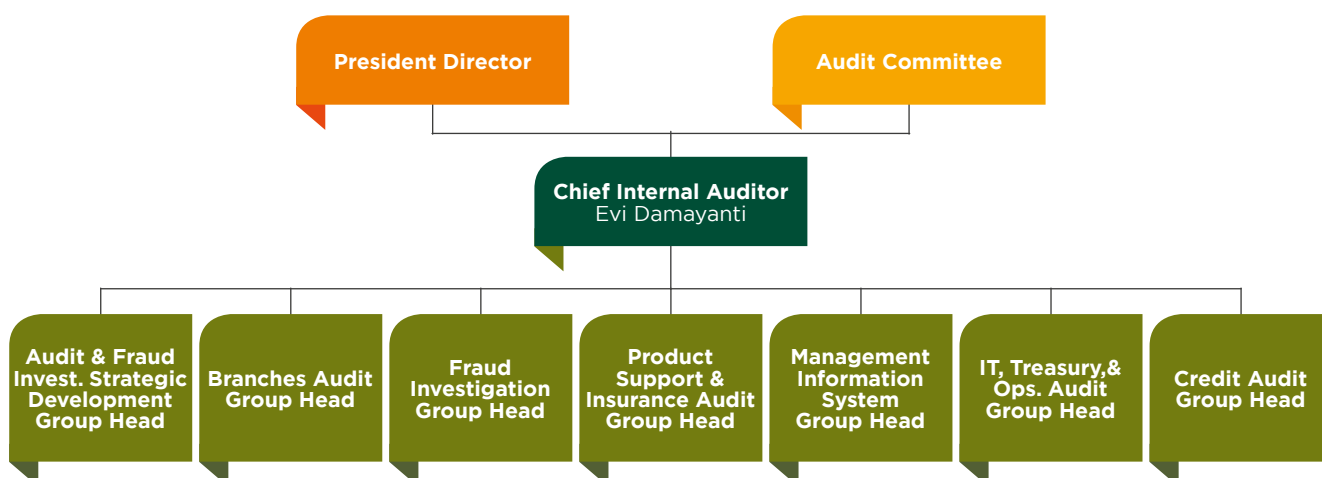 President Director
Audit Committee
Chief Internal Auditor
Evi Damayanti
Audit & Fraud
Invest. Strategic
Development
Group Head
Branches Audit
Group Head
Fraud
Investigation
Group Head
Product
Support &
Insurance Audit
Group Head
Management
Information
System
Group Head
IT, Treasury,&
Ops. Audit
Group Head
Credit Audit
Group Head